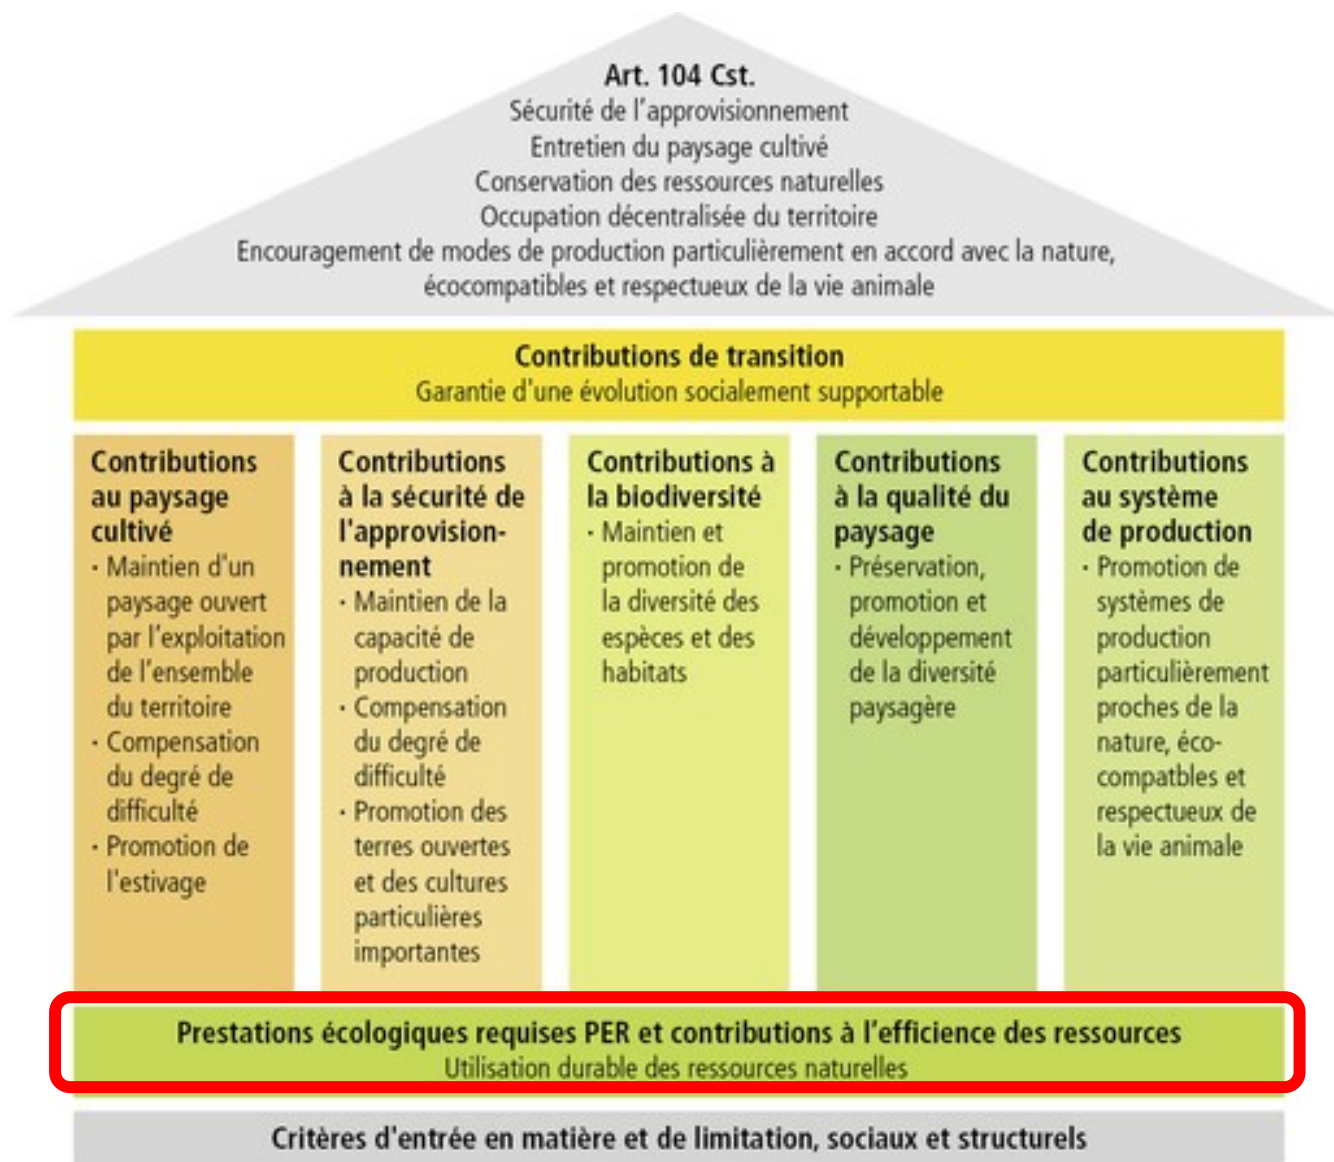 Art. 104 Cst.
Sécurité de l'approvisionnement
Entretien du paysage cultivé
Conservation des ressources naturelles
Occupation décentralisée du territoire
Encouragement de modes de production particulièrement en accord avec la nature,
écocompatibles et respectueux de la vie animale
Contributions de transition
Garantie d'une évolution socialement supportable
Contributions
au paysage
cultivé
· Maintien d'un
paysage ouvert
par l'exploitation
de l'ensemble
du territoire
· Compensation
du degré de
difficulté
· Promotion de
l'estivage
Contributions
à la sécurité de
l'approvision-
nement
· Maintien de la
capacité de
production
· Compensation
du degré de
difficulté
· Promotion des
terres ouvertes
et des cultures
particulières
importantes
Contributions à
la biodiversité
· Maintien et
promotion de
la diversité des
espèces et des
habitats
Contributions
à la qualité du
paysage
· Préservation,
promotion et
développement
de la diversité
paysagère
Contributions
au système
de production
· Promotion de
systèmes de
production
particulièrement
proches de la
nature, éco-
compatbles et
respectueux de
la vie animale
Prestations écologiques requises PER et contributions à l'efficience des ressources
Utilisation durable des ressources naturelles
Critères d'entrée en matière et de limitation, sociaux et structurels